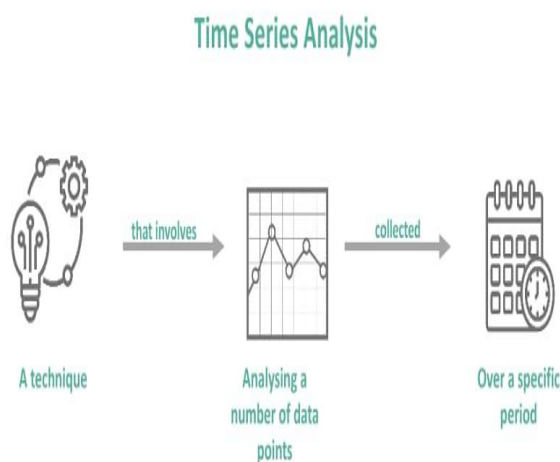 Time Series Analysis
that involves
collected
A technique
Analysing a
number of data
points
Over a specific
period